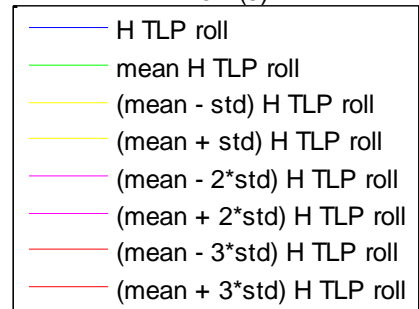 H TLP roll
mean H TLP roll
(mean - std) H TLP roll
(mean + std) H TLP roll
(mean - 2*std) H TLP roll
(mean + 2*std) H TLP roll
(mean - 3*std) H TLP roll
(mean + 3*std) H TLP roll